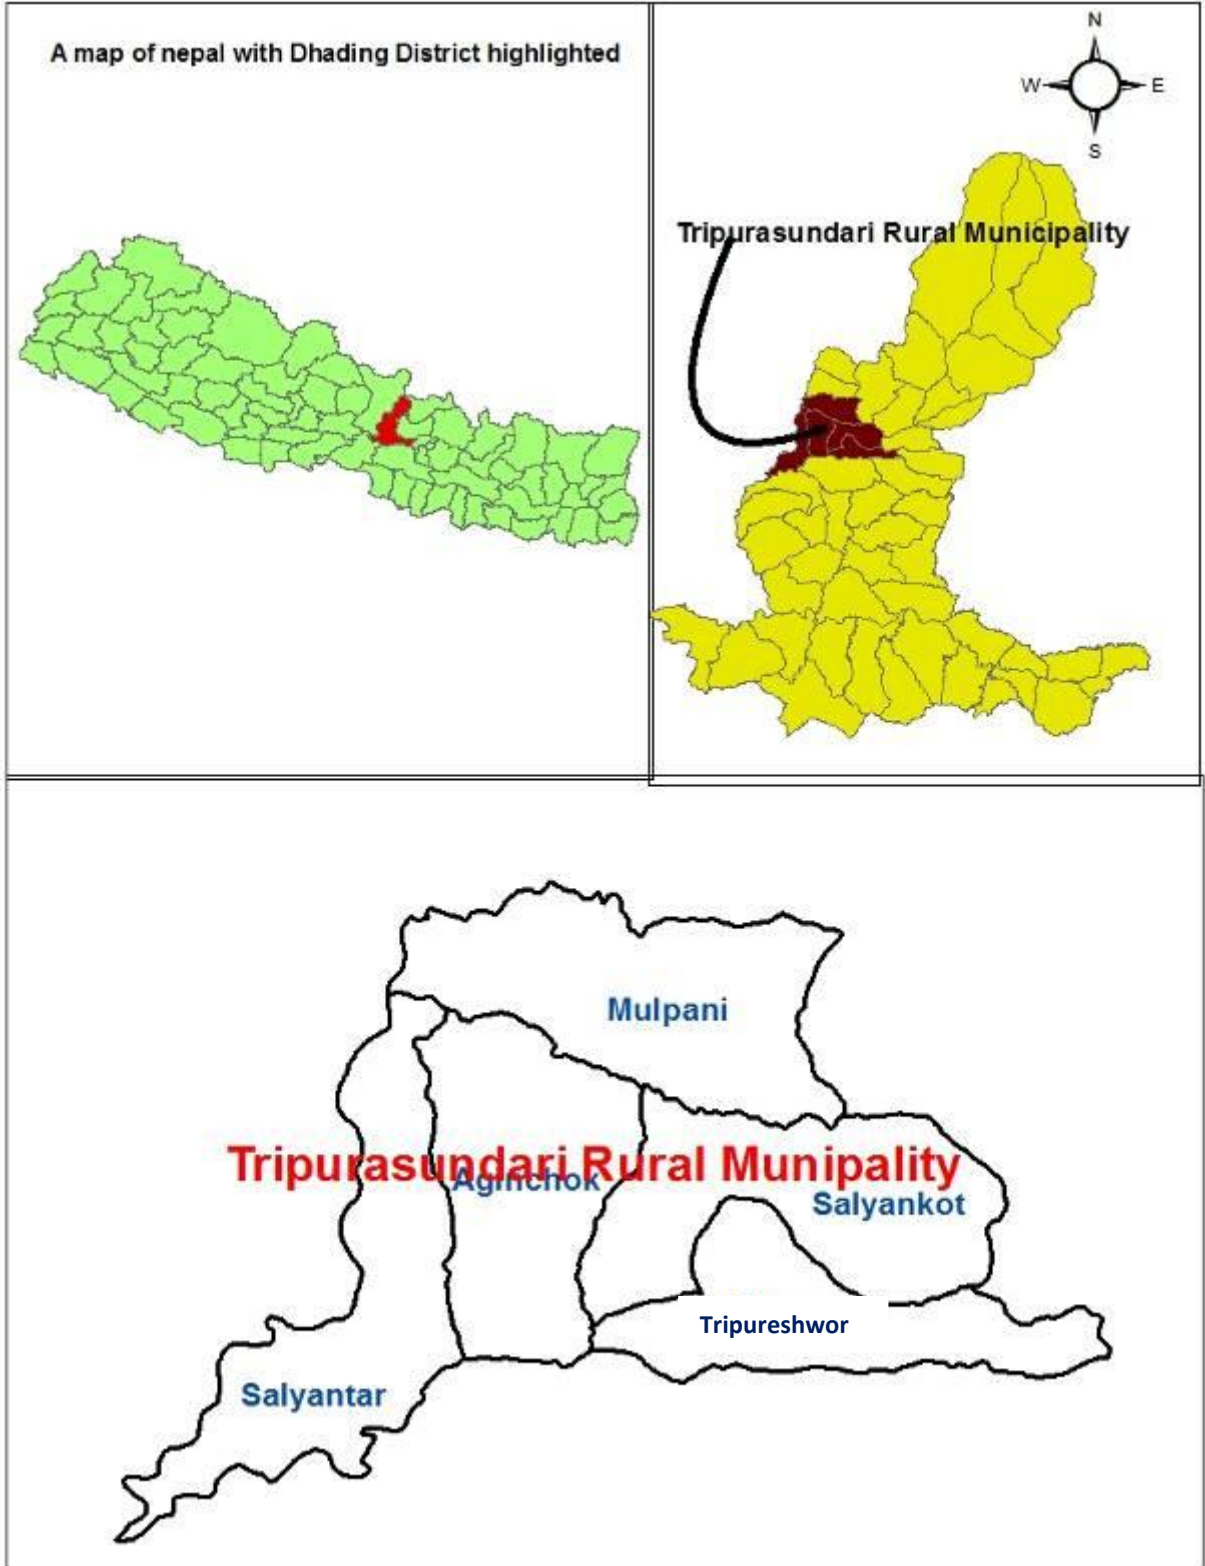 A map of nepal with Dhading District highlighted
N
W
E
S
Tripurasundari Rural Municipality
Mulpani
Tripurasundari Rural Munipality
Aginchok
Salyankot
Tripureshwor
Salyantar